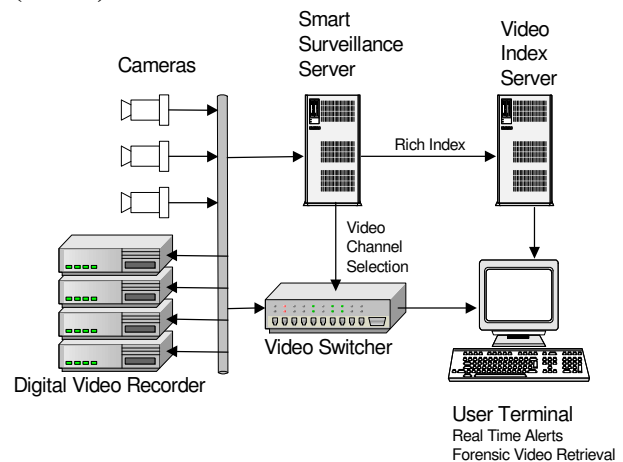 Smart
Surveillance
Server
Video
Index
Server
Cameras
Rich Index
Video
Channel
Selection
Video Switcher
Digital Video Recorder
User Terminal
Real Time Alerts
Forensic Video Retrieval